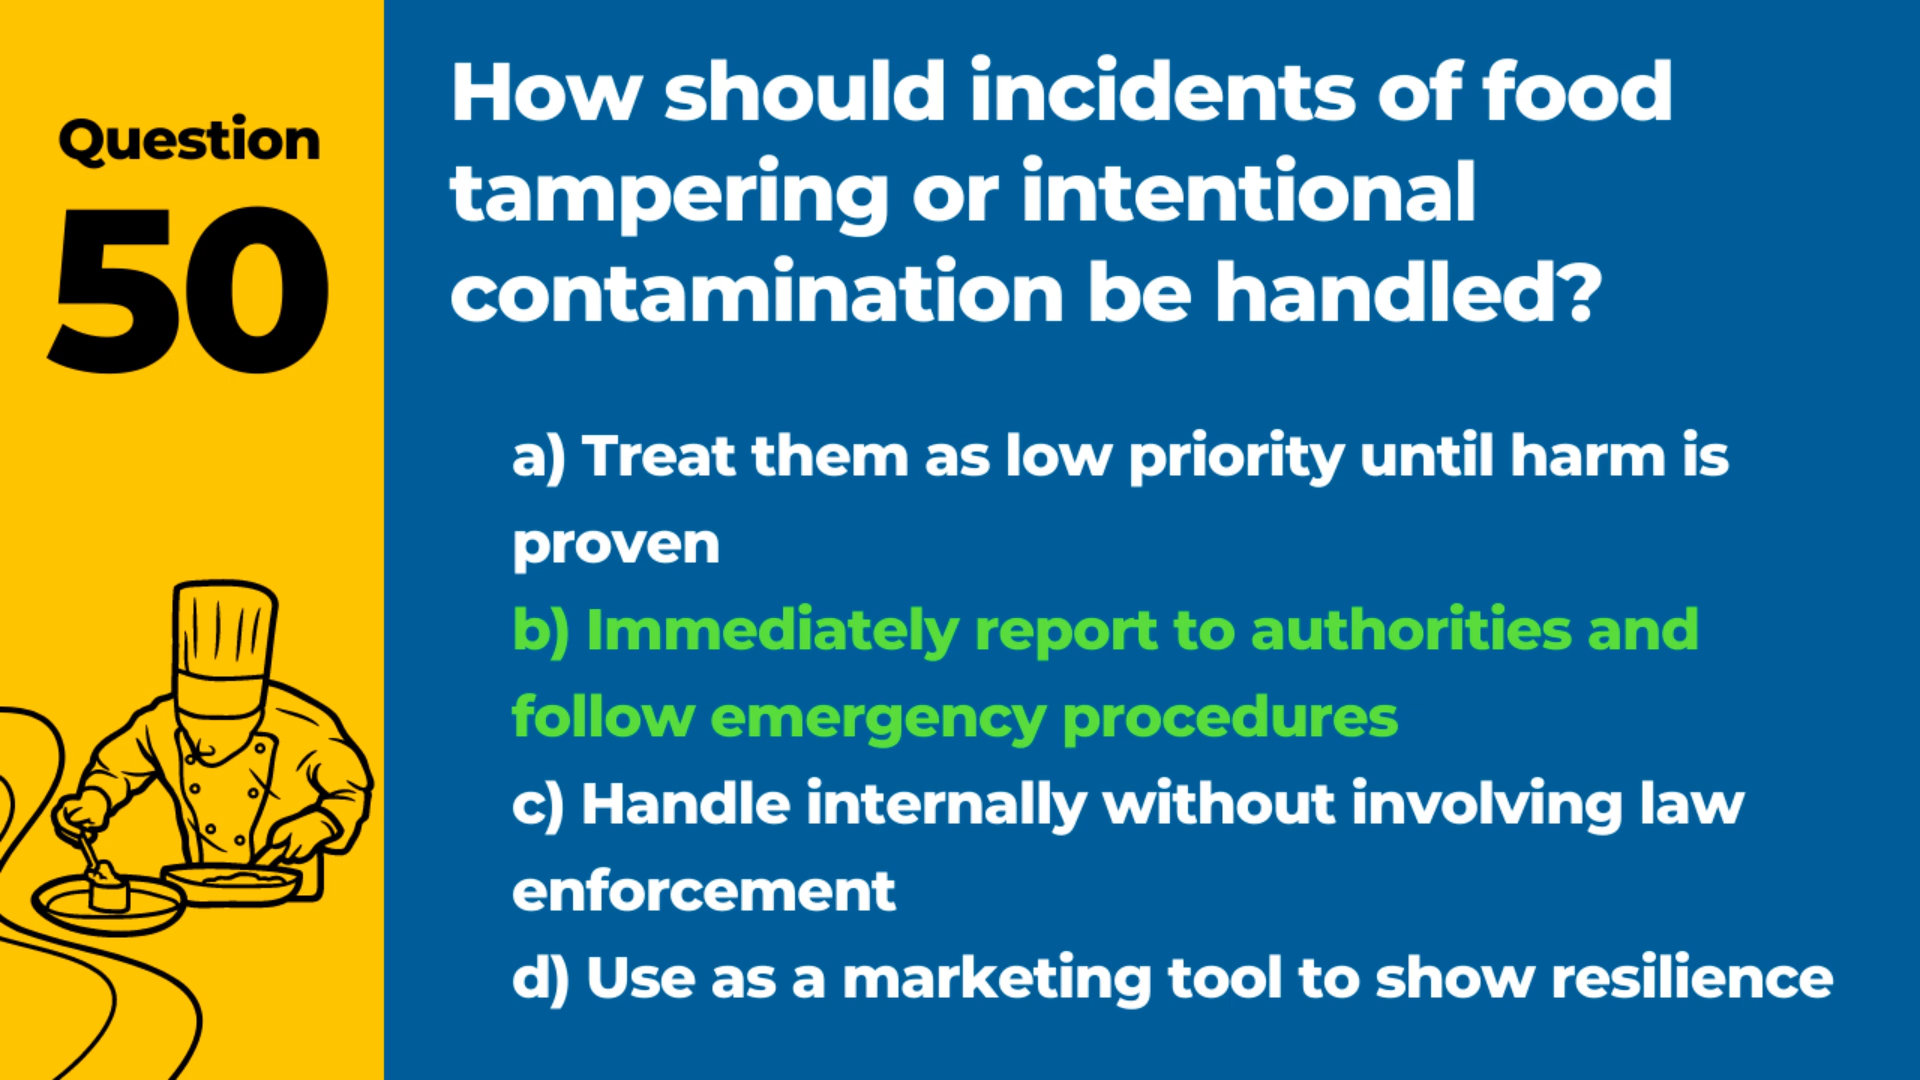 Question
50
How should incidents of food
tampering or intentional
contamination be handled?
a) Treat them as low priority until harm is
proven
b) Immediately report to authorities and
follow emergency procedures
c) Handle internally without involving law
enforcement
d) Use as a marketing tool to show resilience